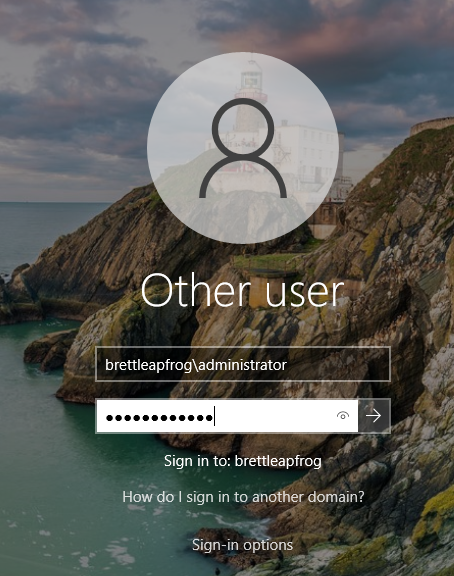 Other user
brettleapfrog\administrator
●●●●●●●●●●●●
Sign in to: brettleapfrog
How do I sign in to another domain?
Sign-in options